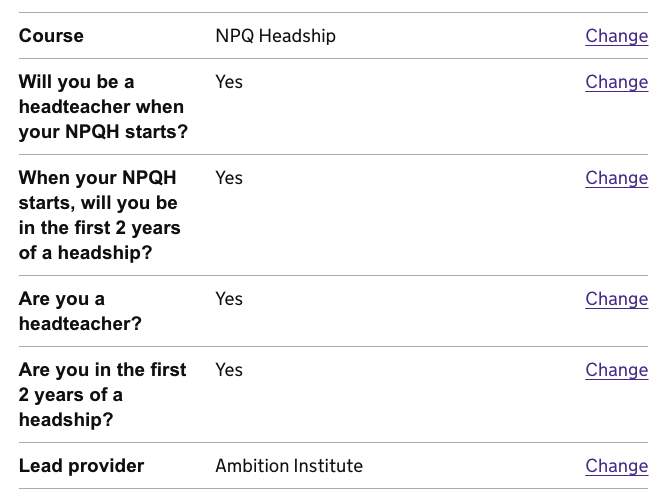 Course NPQ Headship Change
Will you be a Yes Change
headteacher when
your NPQH starts?
When your NPQH Yes Change
starts, will you be
in the first 2 years
of a headship?
Are you a Yes Change
headteacher?
Are you in the first Yes Change
2 years of a
headship?
Lead provider Ambition Institute Change